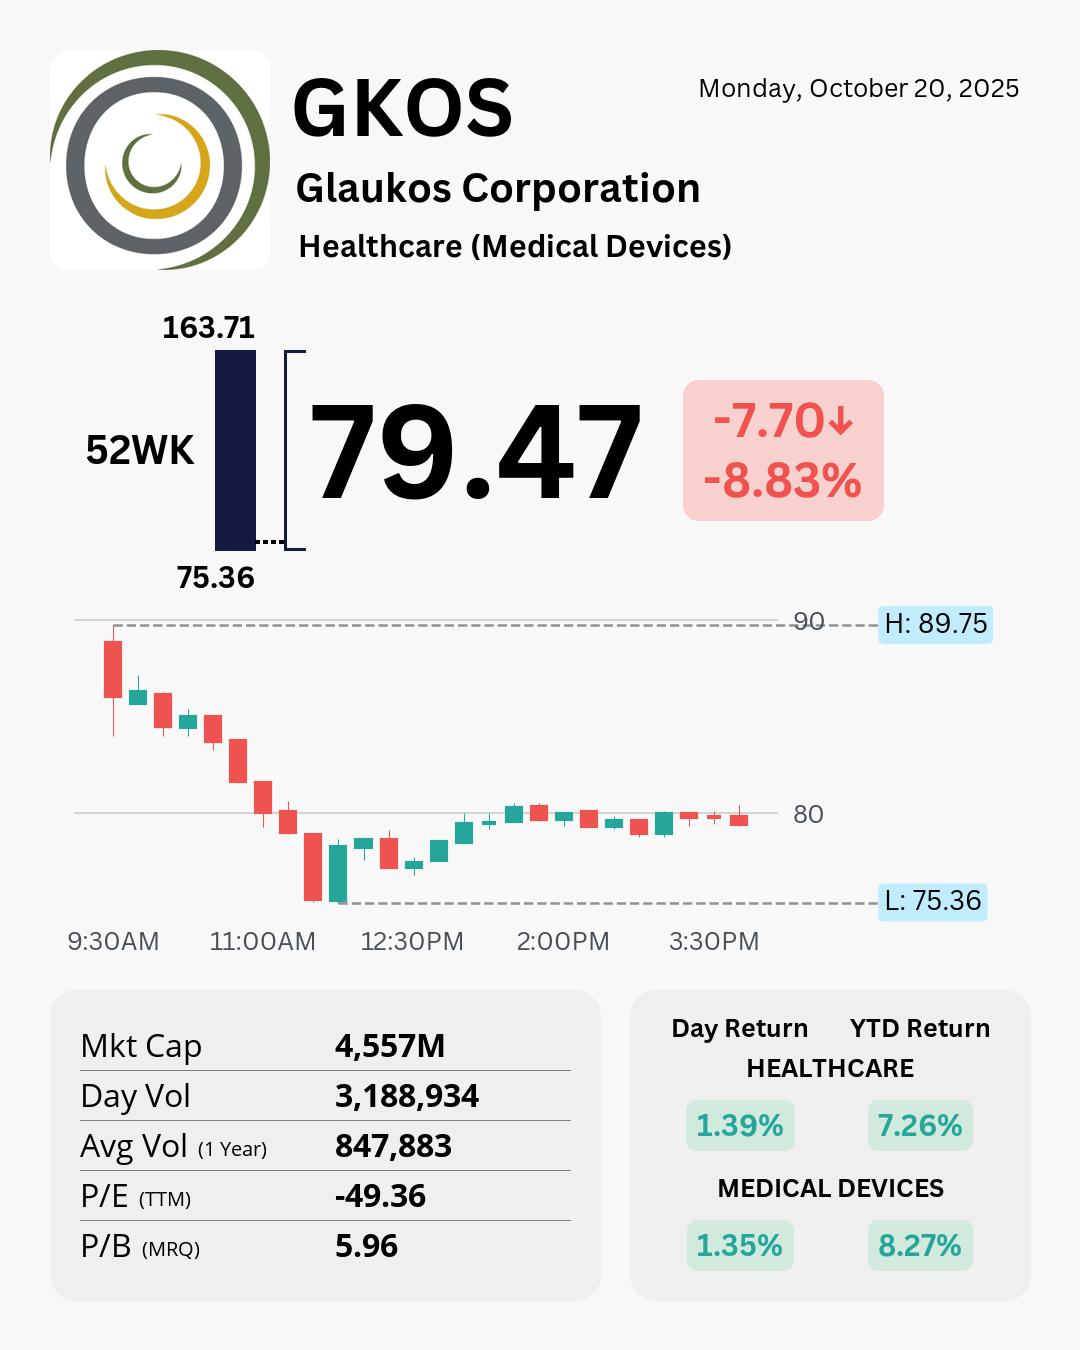 GKOS
Monday, October 20, 2025
Glaukos Corporation
Healthcare (Medical Devices)
163.71
52WK
79.47
-7.70↓
-8.83%
75.36
90
H: 89.75
80
L: 75.36
9:30AM 11:00AM 12:30PM 2:00PM 3:30PM
Mkt Cap 4,557M
Day Vol 3,188,934
Avg Vol (1 Year) 847,883
P/E (TTM) -49.36
P/B (MRQ) 5.96
Day Return YTD Return
HEALTHCARE
1.39% 7.26%
MEDICAL DEVICES
1.35% 8.27%